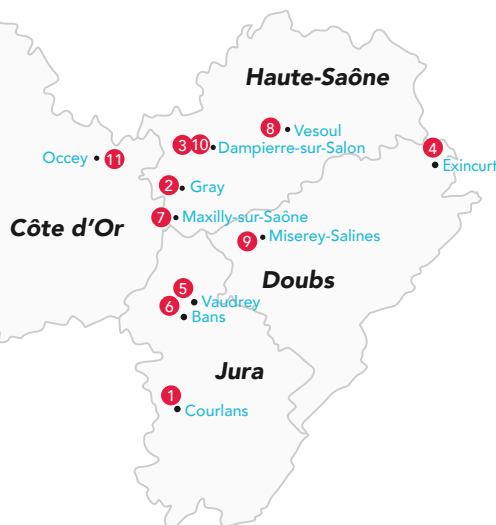 Haute-Saône
8 Vesoul
3 10 Dampierre-sur-Salon
4 Exincurt
Occey 11
2 Gray
7 Maxilly-sur-Saône
Côte d’Or
9 Miserey-Salines
Doubs
5 Vaudrey
6 Bans
Jura
1 Courlans